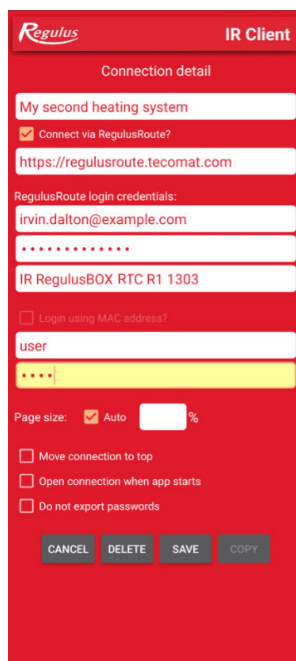 Regulus
IR Client
Connection detail
My second heating system
Connect via RegulusRoute?
https://regulusroute.tecomat.com
RegulusRoute login credentials:
irvin.dalton@example.com
•••••••••••••
IR RegulusBOX RTC R1 1303
Login using MAC address?
user
••••
Page size: Auto %
Move connection to top
Open connection when app starts
Do not export passwords
CANCEL DELETE SAVE COPY